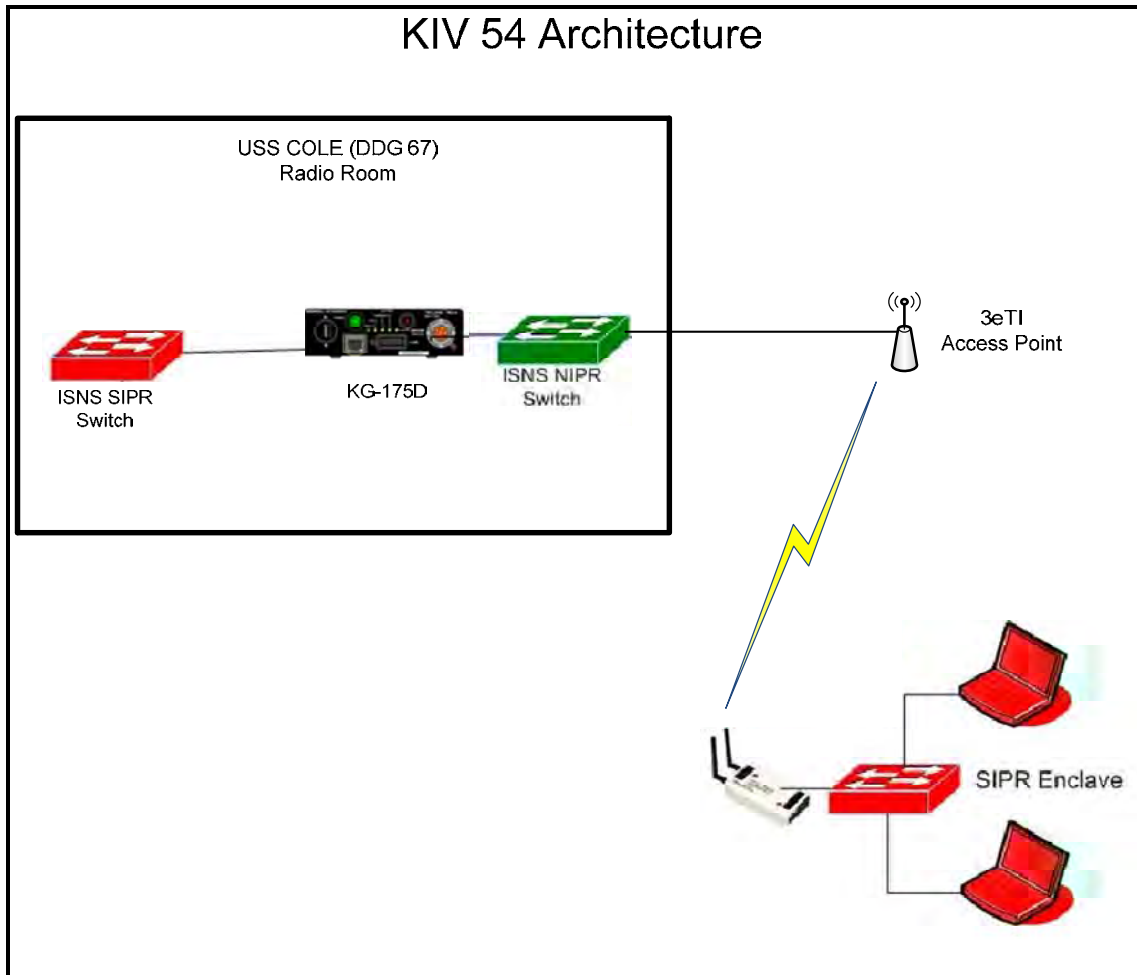 KIV 54 Architecture
USS COLE (DDG 67)
Radio Room
ISNS SIPR
Switch
KG-175D
ISNS NIPR
Switch
3eTI
Access Point
SIPR Enclave